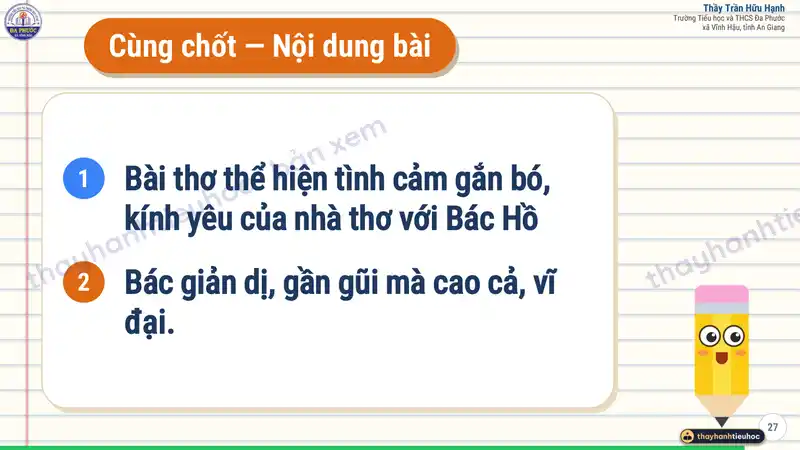 Thầy Trần Hữu Hạnh
Trường Tiểu học và THCS Đa Phước
xã Vĩnh Hậu, tỉnh An Giang
ĐA PHƯỚC
Cùng chốt — Nội dung bài
1 Bài thơ thể hiện tình cảm gắn bó,
kính yêu của nhà thơ với Bác Hồ
2 Bác giản dị, gần gũi mà cao cả, vĩ
đại.
thayhanhtieuhoc
27